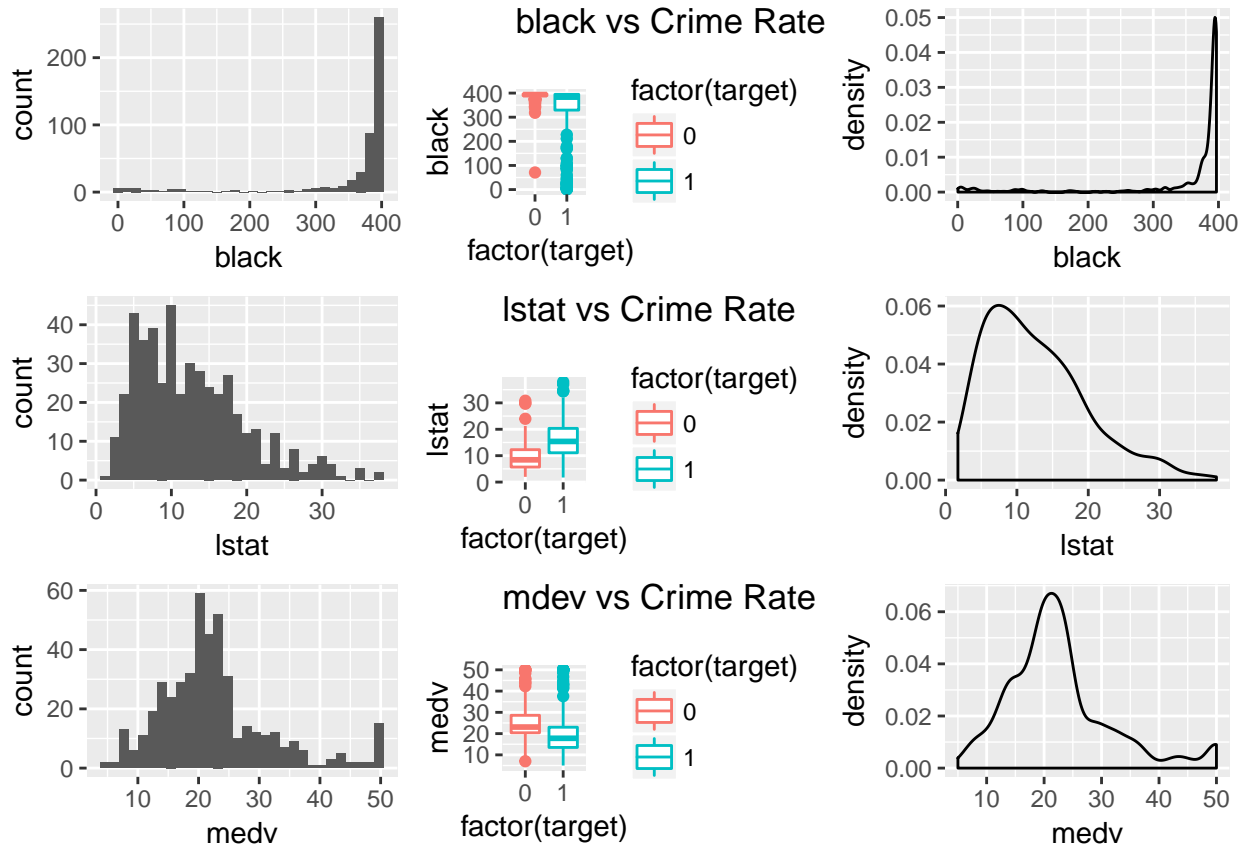 black vs Crime Rate
count
200
100
0
0 100 200 300 400
black
black
400
300
200
100
0
0 1
factor(target)
factor(target)
0
1
density
0.05
0.04
0.03
0.02
0.01
0.00
0 100 200 300 400
black
lstat vs Crime Rate
count
40
30
20
10
0
0 10 20 30
lstat
lstat
30
20
10
0
0 1
factor(target)
factor(target)
0
1
density
0.06
0.04
0.02
0.00
0 10 20 30
lstat
mdev vs Crime Rate
count
60
40
20
0
10 20 30 40 50
medv
medv
50
40
30
20
10
0 1
factor(target)
factor(target)
0
1
density
0.06
0.04
0.02
0.00
10 20 30 40 50
medv